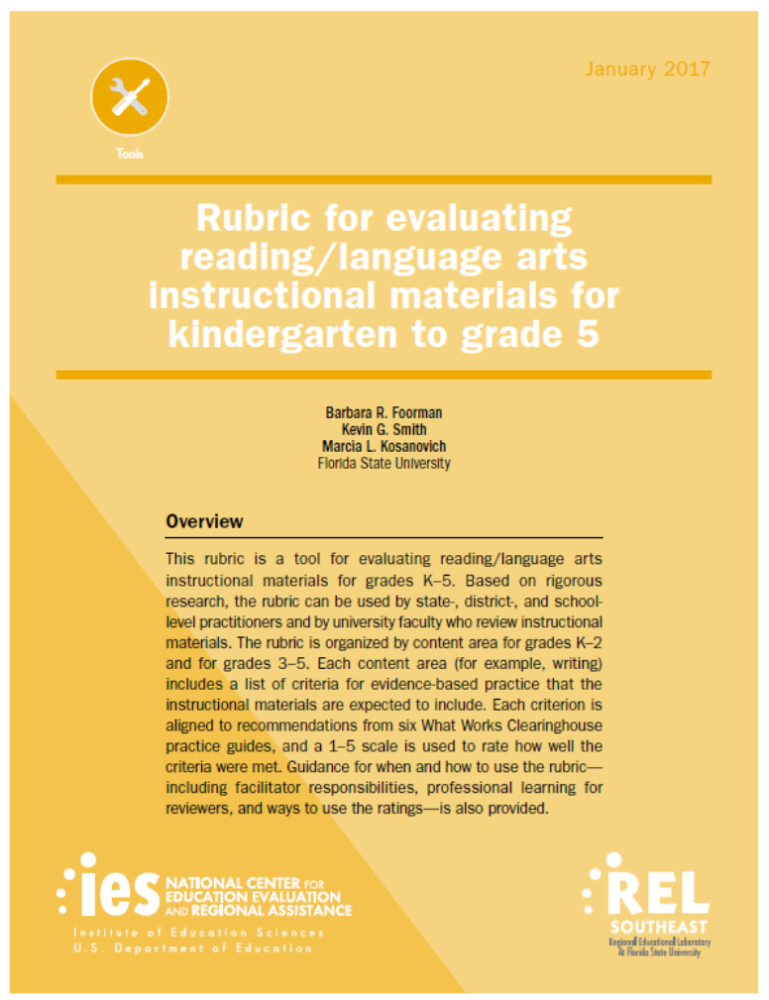 January 2017
Tools
Rubric for evaluating
reading/language arts
instructional materials for
kindergarten to grade 5
Barbara R. Foorman
Kevin G. Smith
Marcia L. Kosanovich
Florida State University
Overview
This rubric is a tool for evaluating reading/language arts
instructional materials for grades K–5. Based on rigorous
research, the rubric can be used by state-, district-, and school-
level practitioners and by university faculty who review instructional
materials. The rubric is organized by content area for grades K–2
and for grades 3–5. Each content area (for example, writing)
includes a list of criteria for evidence-based practice that the
instructional materials are expected to include. Each criterion is
aligned to recommendations from six What Works Clearinghouse
practice guides, and a 1–5 scale is used to rate how well the
criteria were met. Guidance for when and how to use the rubric—
including facilitator responsibilities, professional learning for
reviewers, and ways to use the ratings—is also provided.
ies NATIONAL CENTER FOR
EDUCATION EVALUATION
AND REGIONAL ASSISTANCE
Institute of Education Sciences
U.S. Department of Education
REL
SOUTHEAST
Regional Educational Laboratory
At Florida State University